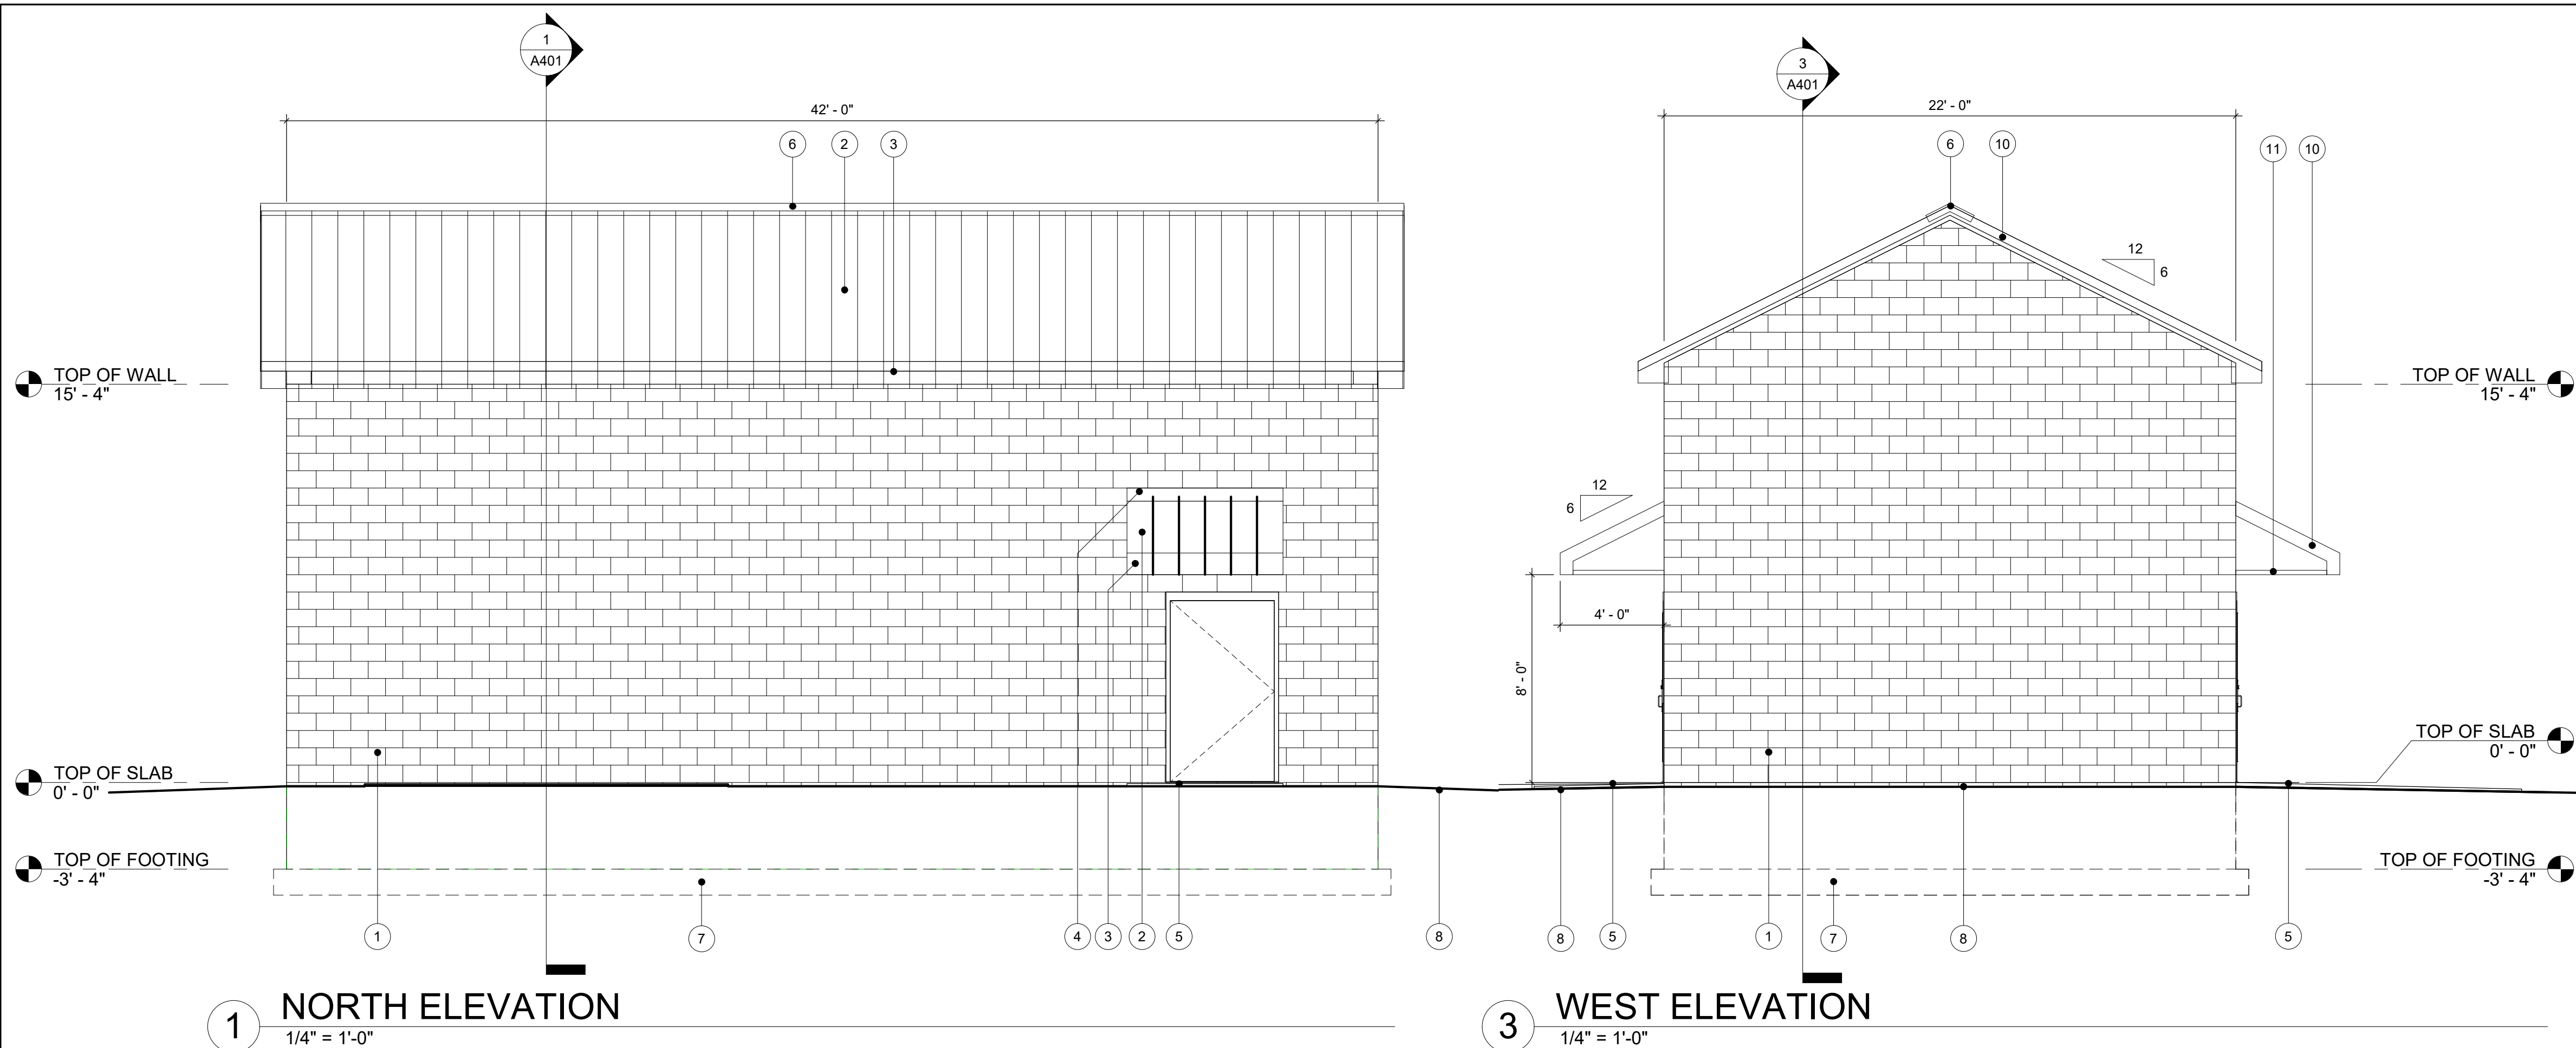 1
A401
42' - 0"
6
2
3
TOP OF WALL
15' - 4"
TOP OF SLAB
0' - 0"
TOP OF FOOTING
-3' - 4"
1
7
4
3
2
5
8
1
NORTH ELEVATION
1/4" = 1'-0"
3
A401
22' - 0"
6
10
11
10
12
6
12
6
4' - 0"
8' - 0"
TOP OF WALL
15' - 4"
TOP OF SLAB
0' - 0"
TOP OF FOOTING
-3' - 4"
8
5
1
7
8
5
3
WEST ELEVATION
1/4" = 1'-0"